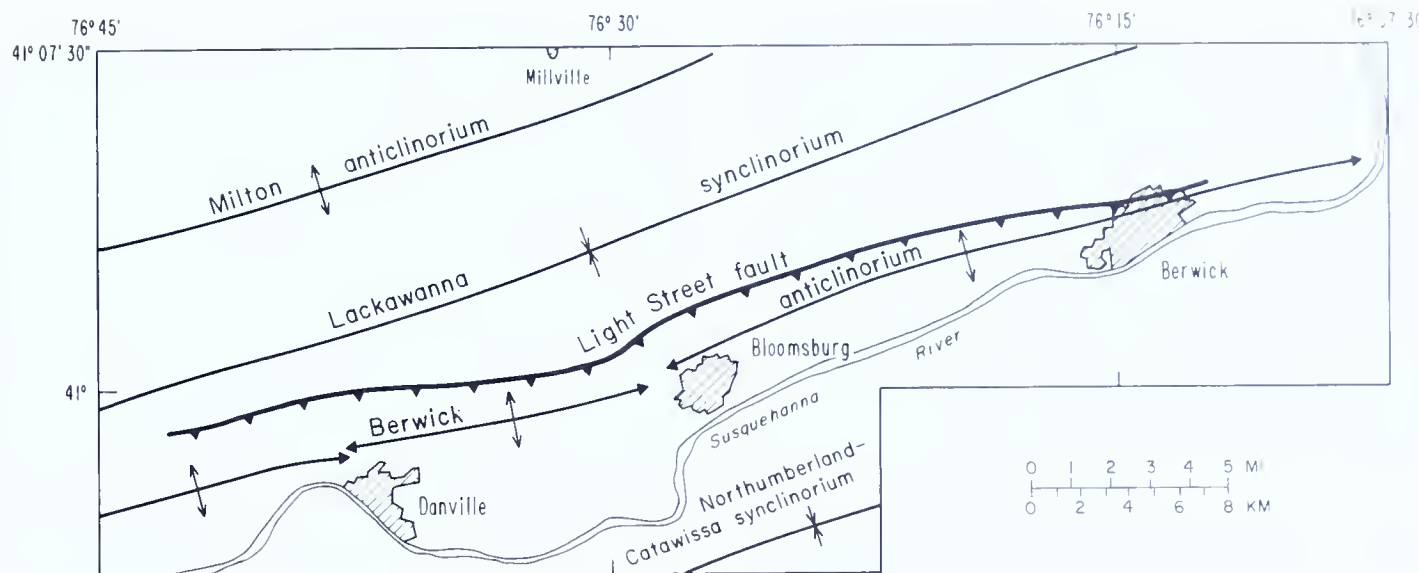 76° 45'
76° 30'
76° 15'
41° 07' 30"
Millville
Milton anticlinorium
Lackawanna synclinorium
Light Street fault
Berwick anticlinorium
Berwick
Bloomsburg
Susquehanna River
41°
Danville
Northumberland-
Catawissa synclinorium
0 1 2 3 4 5 MI
0 2 4 6 8 KM